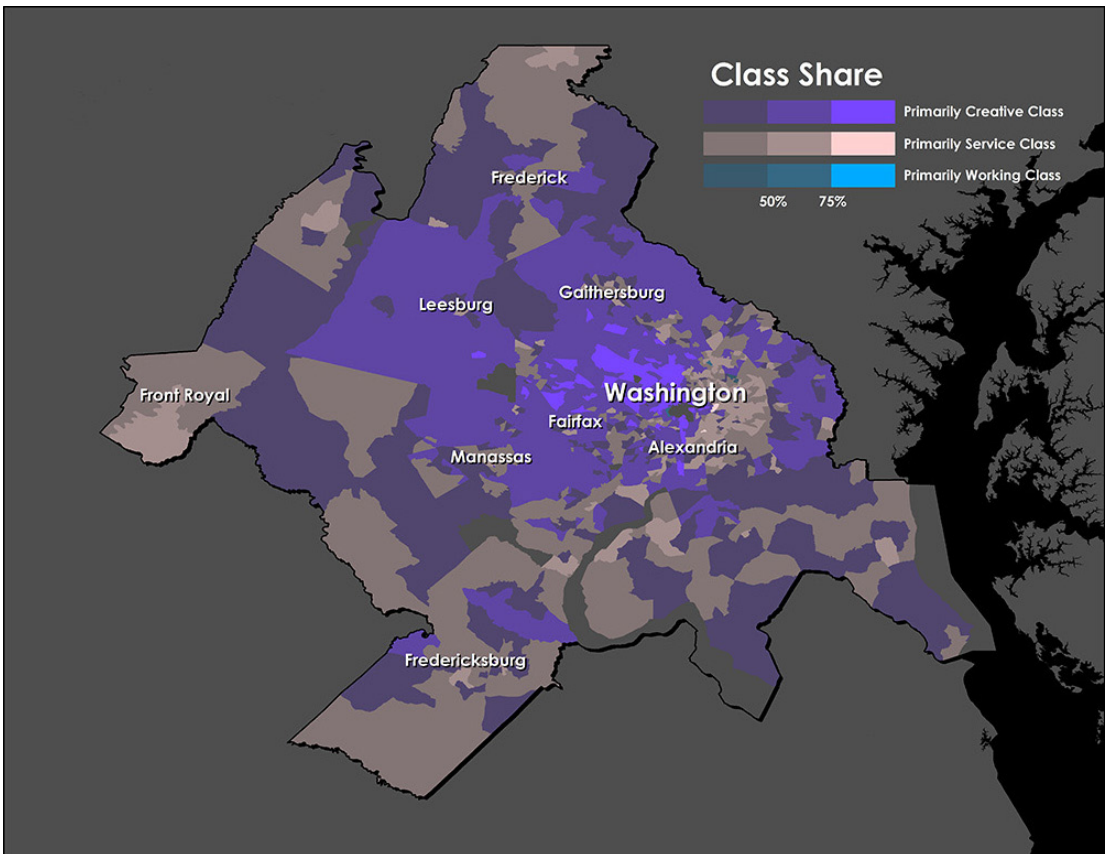 Class Share
Primarily Creative Class
Primarily Service Class
Primarily Working Class
50% 75%
Frederick
Leesburg
Gaithersburg
Front Royal
Washington
Fairfax
Alexandria
Manassas
Fredericksburg